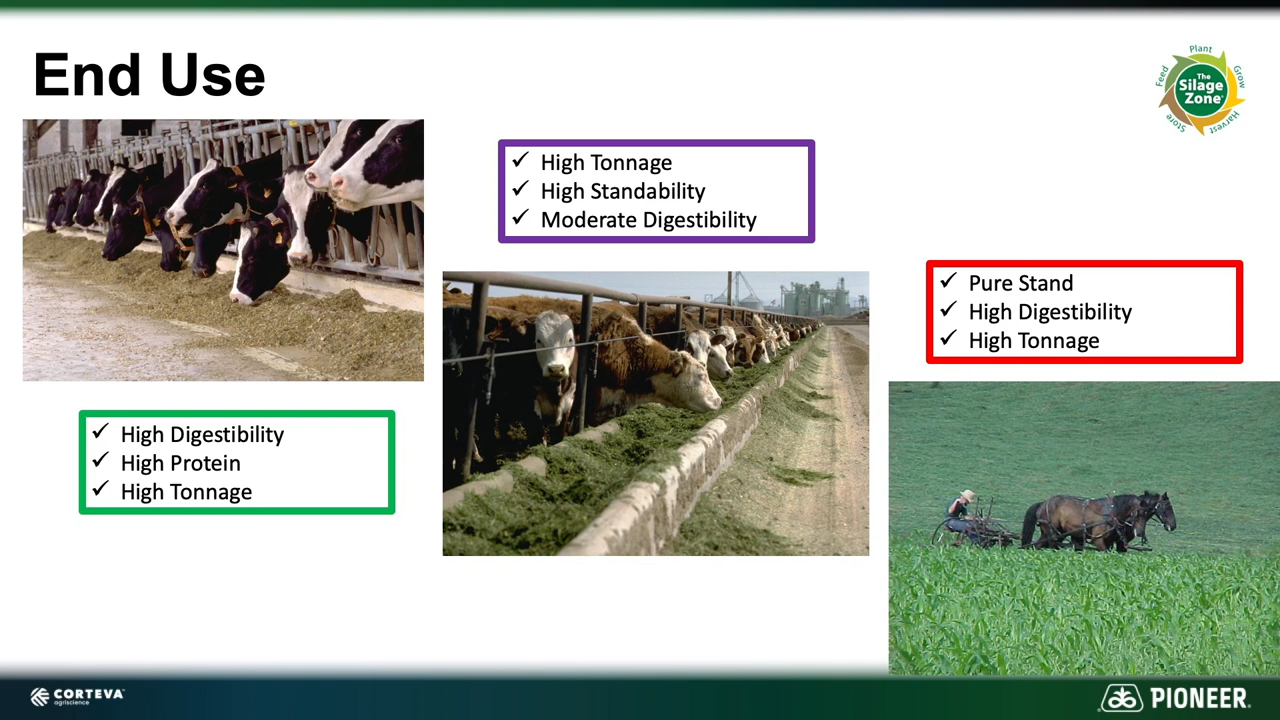 End Use
Plant
Grow
Harvest
Store
Feed
The
Silage
Zone
✓ High Tonnage
✓ High Standability
✓ Moderate Digestibility
✓ Pure Stand
✓ High Digestibility
✓ High Tonnage
✓ High Digestibility
✓ High Protein
✓ High Tonnage
CORTEVA
agriscience
PIONEER